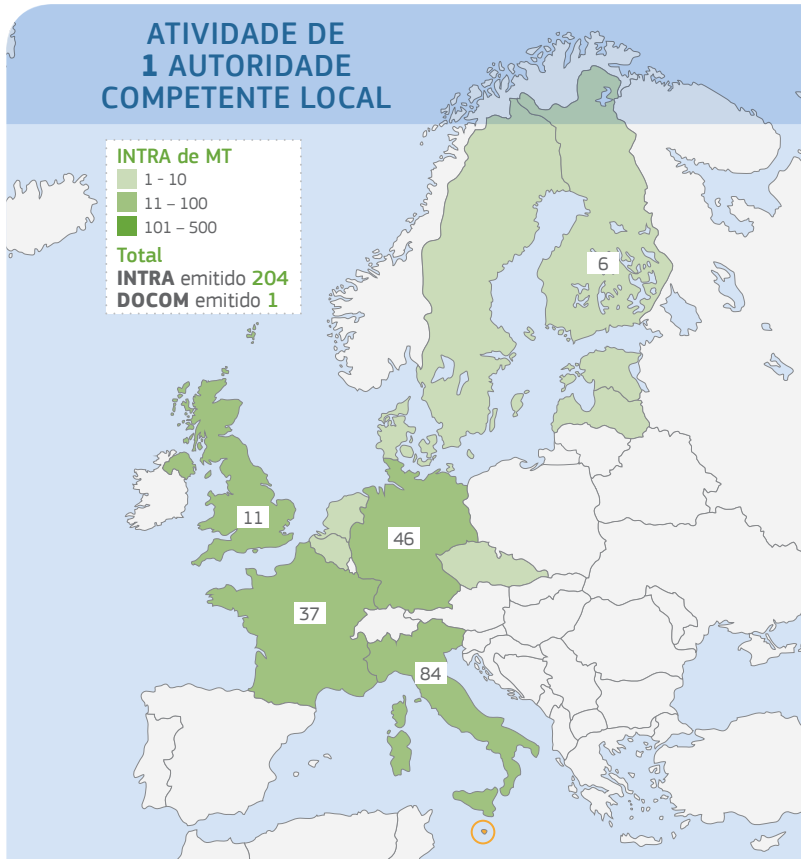 ATIVIDADE DE
1 AUTORIDADE
COMPETENTE LOCAL
INTRA de MT
1 - 10
11 – 100
101 – 500
Total
INTRA emitido 204
DOCOM emitido 1
6
11
46
37
84